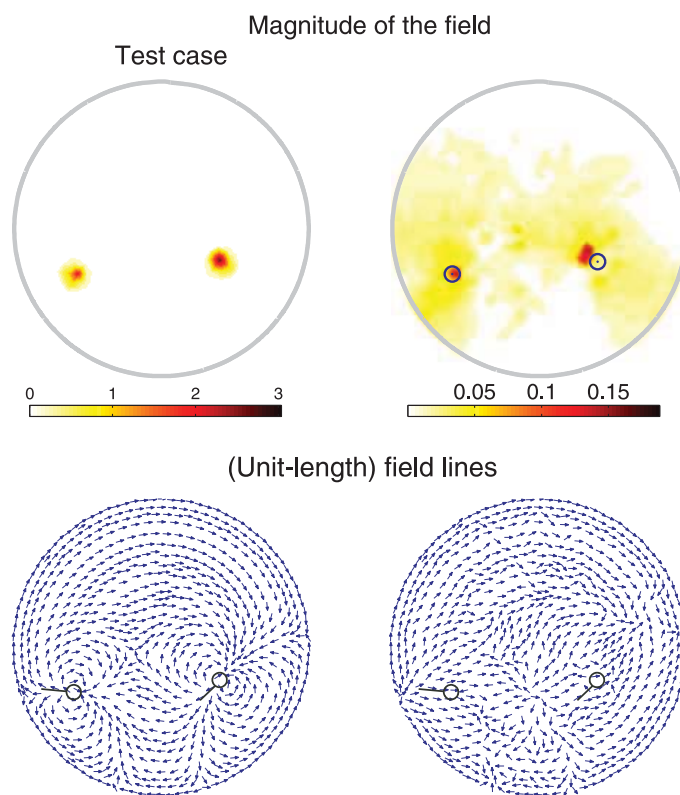 Magnitude of the field
Test case
0 1 2 3
0.05 0.1 0.15
(Unit-length) field lines